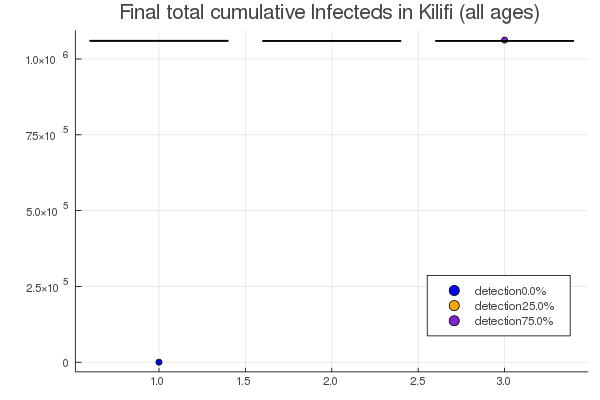 Final total cumulative Infecteds in Kilifi (all ages)
1.0×10 6
7.5×10 5
5.0×10 5
2.5×10 5
0
detection0.0%
detection25.0%
detection75.0%
1.0 1.5 2.0 2.5 3.0